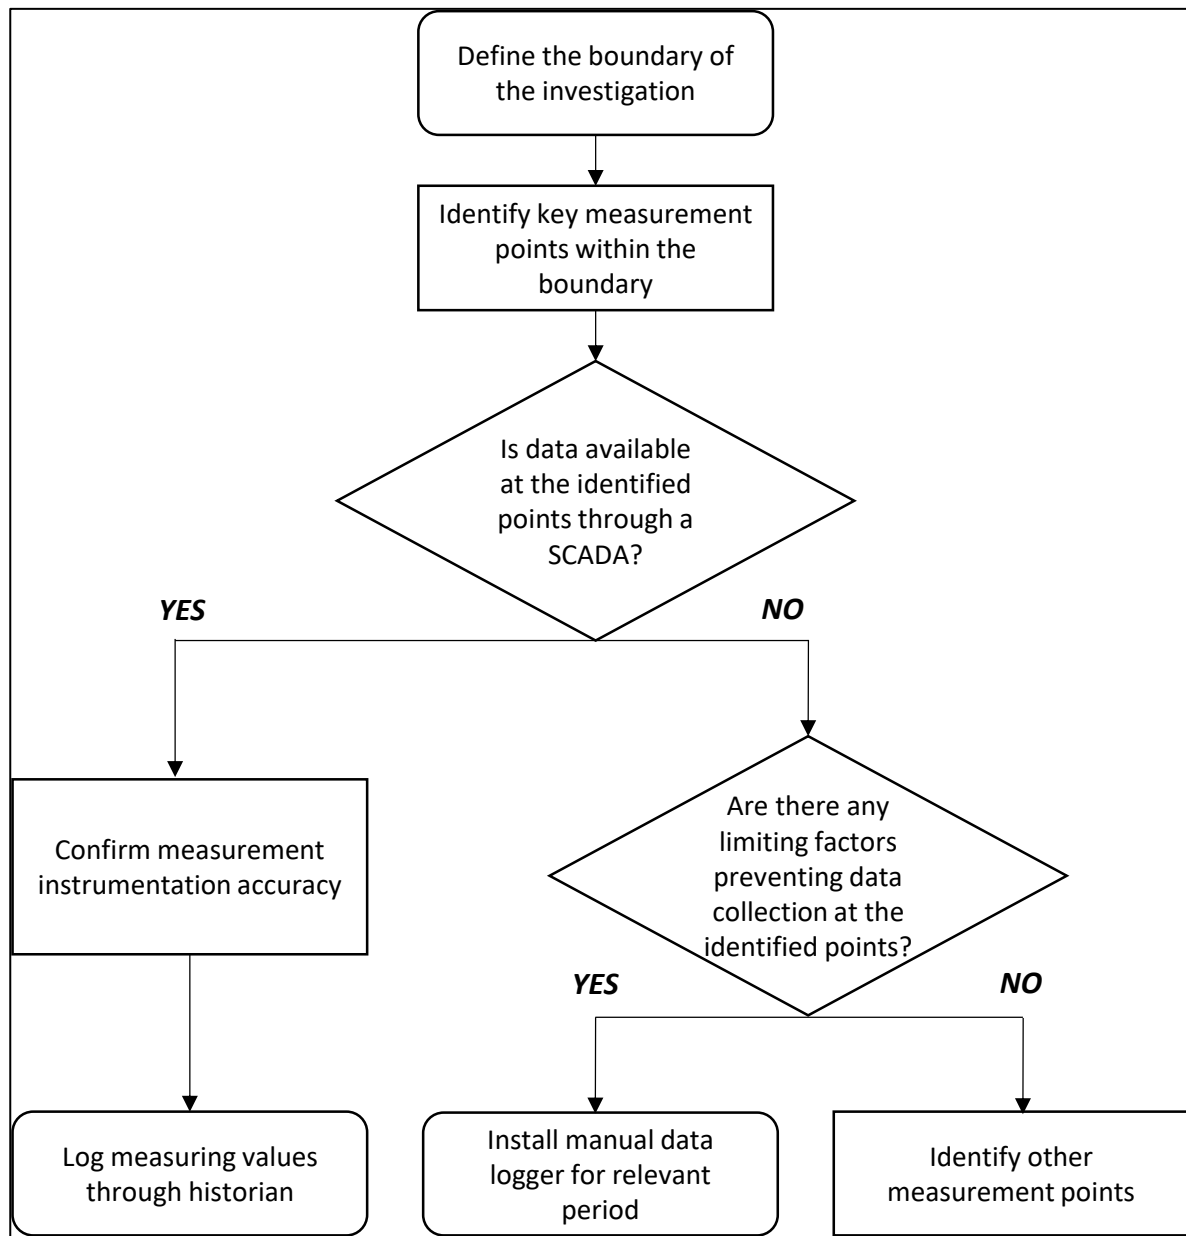 Define the boundary of
the investigation
Identify key measurement
points within the
boundary
Is data available
at the identified
points through a
SCADA?
YES
NO
Confirm measurement
instrumentation accuracy
Are there any
limiting factors
preventing data
collection at the
identified points?
YES
NO
Log measuring values
through historian
Install manual data
logger for relevant
period
Identify other
measurement points